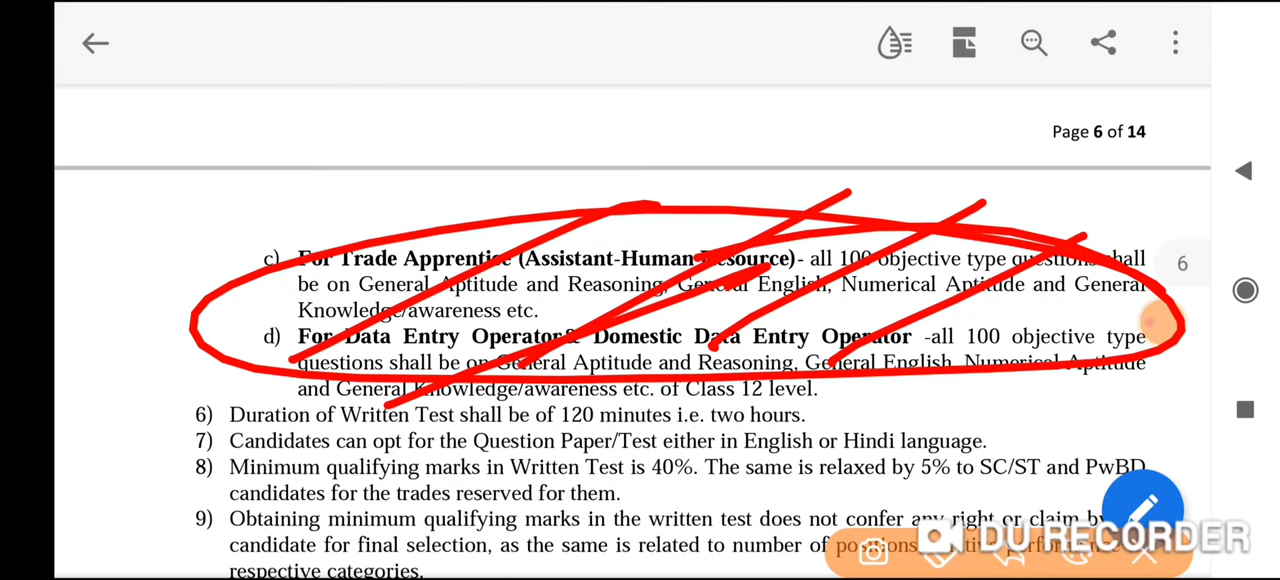 Page 6 of 14
c) For Trade Apprentice (Assistant-Human Resource)- all 100 objective type questions shall
be on General Aptitude and Reasoning, General English, Numerical Aptitude and General
6
Knowledge/awareness etc.
d) For Data Entry Operator& Domestic Data Entry Operator -all 100 objective type
questions shall be on General Aptitude and Reasoning, General English, Numerical Aptitude
and General Knowledge/awareness etc. of Class 12 level.
6) Duration of Written Test shall be of 120 minutes i.e. two hours.
7) Candidates can opt for the Question Paper/Test either in English or Hindi language.
8) Minimum qualifying marks in Written Test is 40%. The same is relaxed by 5% to SC/ST and PwBD
candidates for the trades reserved for them.
9) Obtaining minimum qualifying marks in the written test does not confer any right or claim by
candidate for final selection, as the same is related to number of positions
respective categories.
DU RECORDER